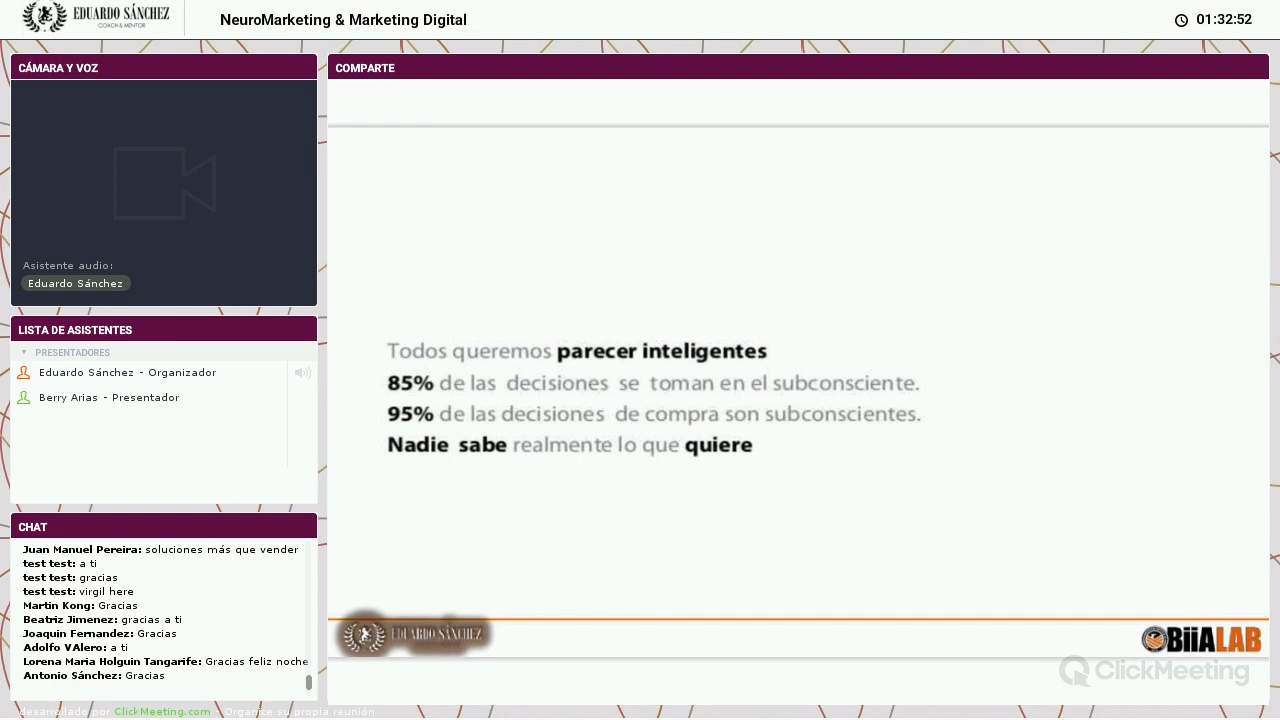 EDUARDO SÁNCHEZ
COACH & MENTOR
NeuroMarketing & Marketing Digital
01:32:52
CÁMARA Y VOZ
Asistente audio:
Eduardo Sánchez
LISTA DE ASISTENTES
PRESENTADORES
Eduardo Sánchez - Organizador
Berry Arias - Presentador
CHAT
Juan Manuel Pereira: soluciones más que vender
test test: a ti
test test: gracias
test test: virgil here
Martin Kong: Gracias
Beatriz Jimenez: gracias a ti
Joaquin Fernandez: Gracias
Adolfo VAlero: a ti
Lorena Maria Holguin Tangarife: Gracias feliz noche
Antonio Sánchez: Gracias
desarrollado por ClickMeeting.com - Organice su propia reunión
COMPARTE
Todos queremos parecer inteligentes
85% de las decisiones se toman en el subconsciente.
95% de las decisiones de compra son subconscientes.
Nadie sabe realmente lo que quiere
EDUARDO SÁNCHEZ
BiiALAB
ClickMeeting